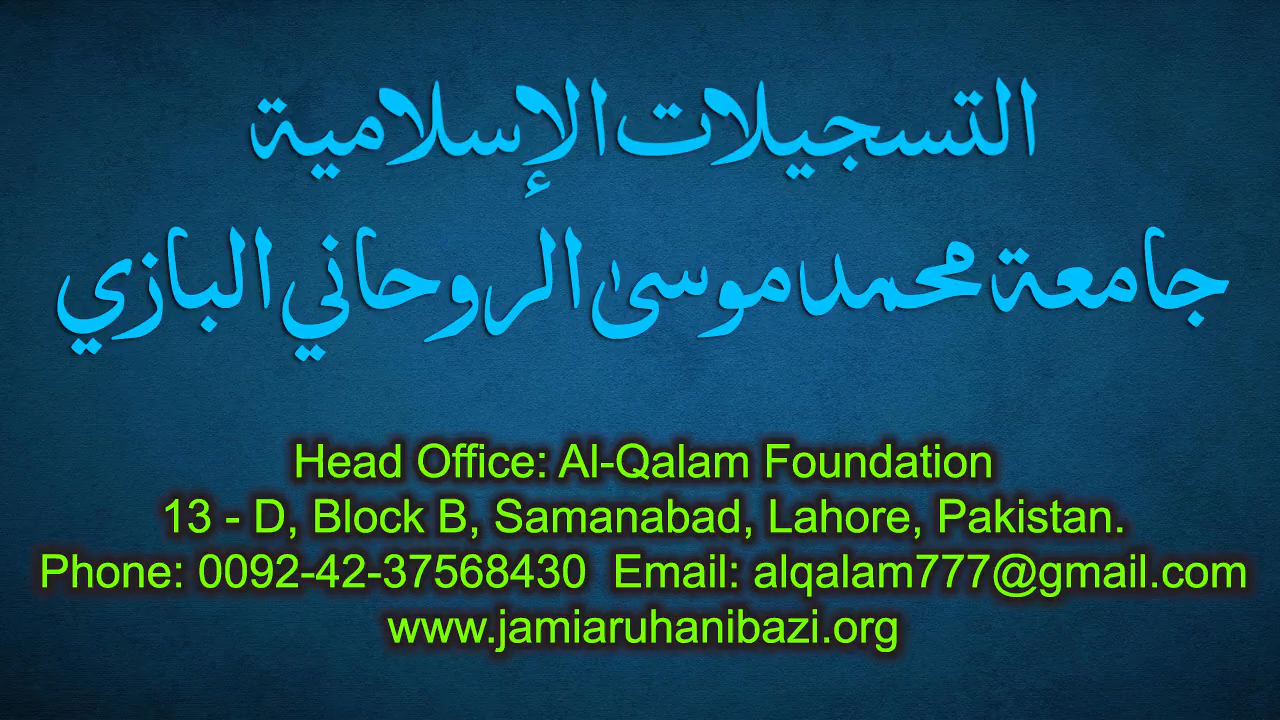 التسجيلات الإسلامية
جامعة محمد موسىٰ الروحاني البازي
Head Office: Al-Qalam Foundation
13 - D, Block B, Samanabad, Lahore, Pakistan.
Phone: 0092-42-37568430  Email: alqalam777@gmail.com
www.jamiaruhanibazi.org